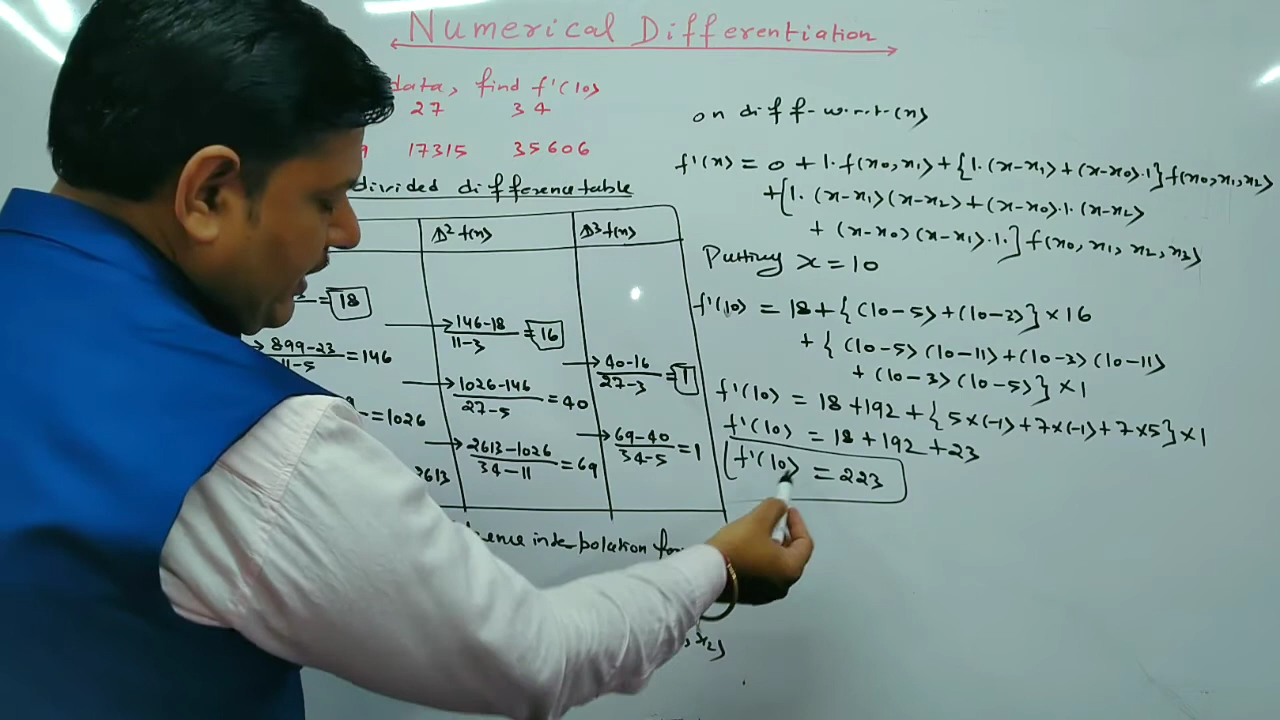 Numerical Differentiation
data, find f'(10)
27 34
17315 35606
divided difference table
Δ² f(x) Δ³ f(x)
= 18
146-18 / 11-3 = 16
899-23 / 11-5 = 146
40-16 / 27-3 = 1
1026-146 / 27-5 = 40
= 1026
69-40 / 34-5 = 1
2613-1026 / 34-11 = 69
2613
interpolation
x₂)
on diff. w.r.t. (x)
f'(x) = 0 + 1. f(x₀, x₁) + {1. (x-x₁) + (x-x₀).1} f(x₀, x₁, x₂)
+ {1. (x-x₁)(x-x₂) + (x-x₀).1. (x-x₂)
+ (x-x₀)(x-x₁).1.} f(x₀, x₁, x₂, x₃)
Putting x = 10
f'(10) = 18 + {(10-5) + (10-3)} × 16
+ { (10-5) (10-11) + (10-3) (10-11)
+ (10-3) (10-5)} × 1
f'(10) = 18 + 192 + {5×(-1) + 7×(-1) + 7×5} × 1
f'(10) = 18 + 192 + 23
f'(10) = 223